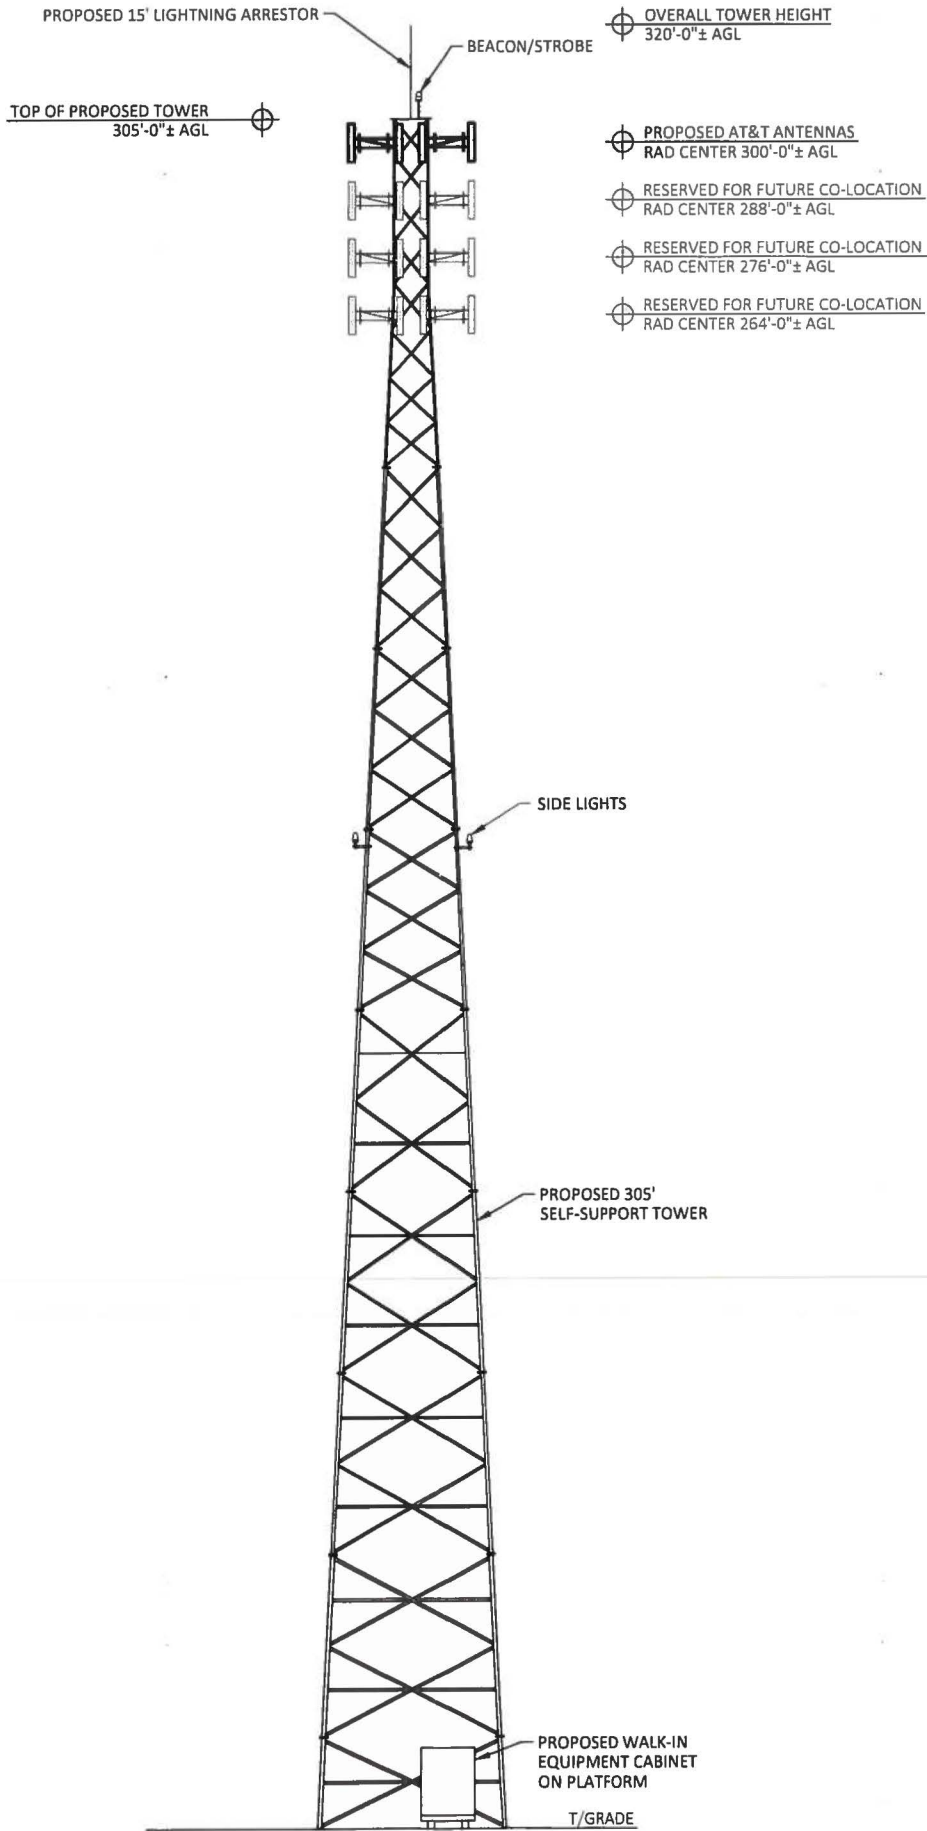 PROPOSED 15' LIGHTNING ARRESTOR
OVERALL TOWER HEIGHT
320'-0"± AGL
BEACON/STROBE
TOP OF PROPOSED TOWER
305'-0"± AGL
PROPOSED AT&T ANTENNAS
RAD CENTER 300'-0"± AGL
RESERVED FOR FUTURE CO-LOCATION
RAD CENTER 288'-0"± AGL
RESERVED FOR FUTURE CO-LOCATION
RAD CENTER 276'-0"± AGL
RESERVED FOR FUTURE CO-LOCATION
RAD CENTER 264'-0"± AGL
SIDE LIGHTS
PROPOSED 305'
SELF-SUPPORT TOWER
PROPOSED WALK-IN
EQUIPMENT CABINET
ON PLATFORM
T/GRADE